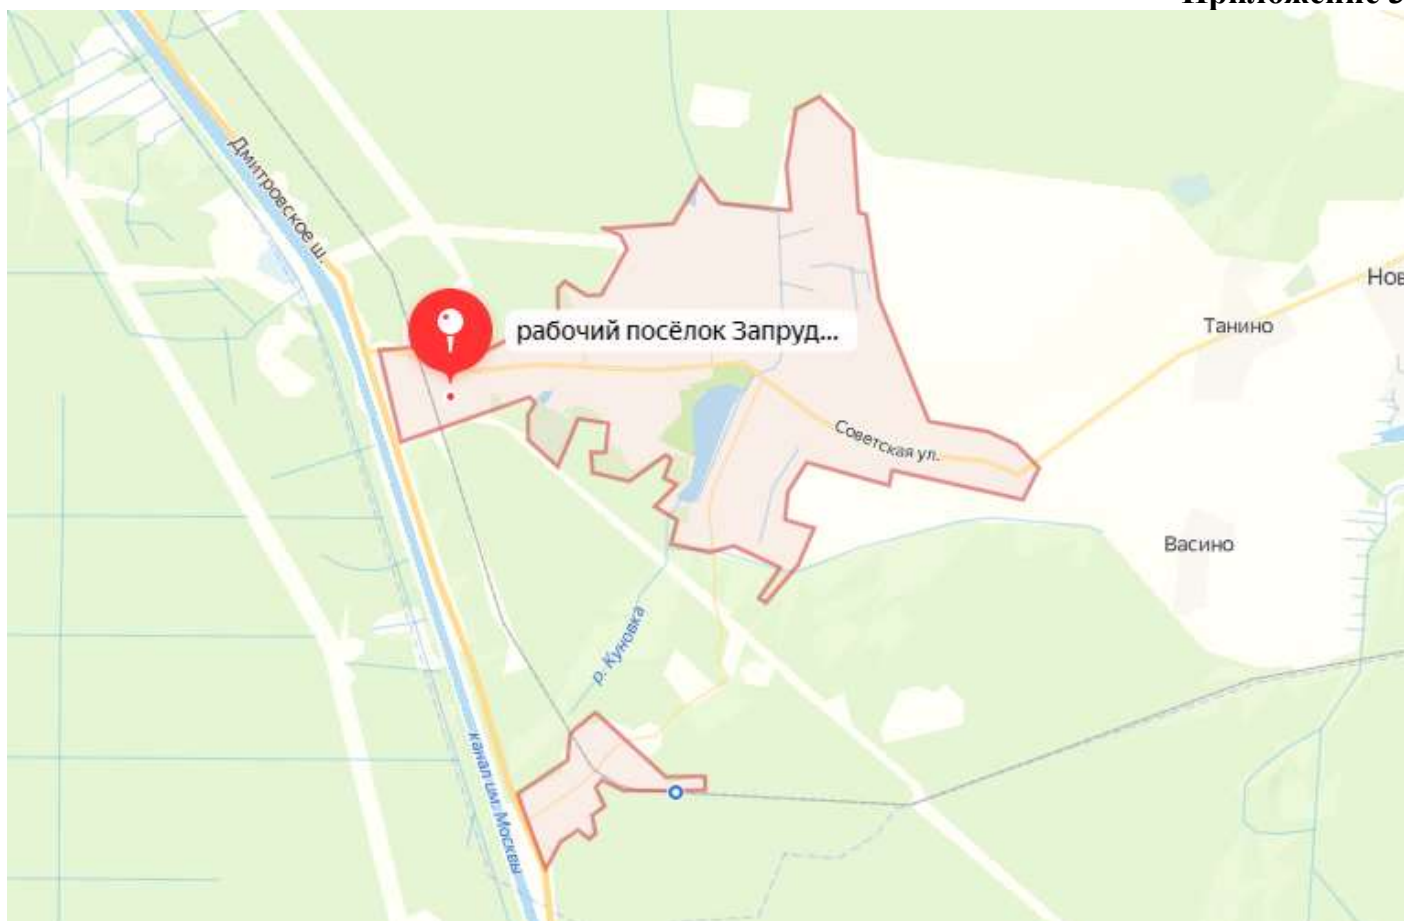 Приложение 3
Дмитровское ш.
Нов
Танино
рабочий посёлок Запруд...
Советская ул.
Васино
р. Куновка
канал им. Москвы